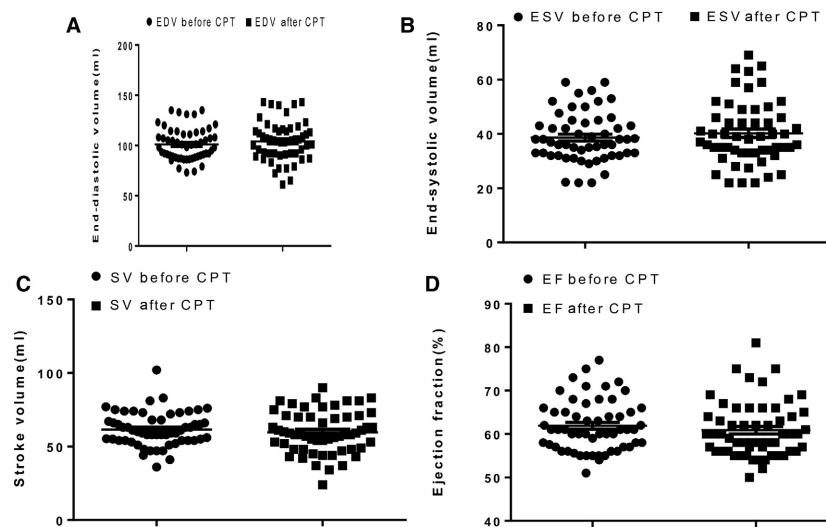 A
EDV before CPT EDV after CPT
End-diastolic volume(ml)
200
150
100
50
0
B
ESV before CPT ESV after CPT
End-systolic volume(ml)
80
60
40
20
0
C
SV before CPT
SV after CPT
Stroke volume(ml)
150
100
50
0
D
EF before CPT
EF after CPT
Ejection fraction(%)
90
80
70
60
50
40